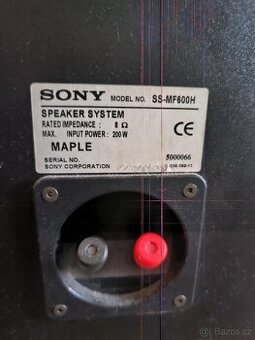 SONY MODEL NO. SS-MF600H
SPEAKER SYSTEM
RATED IMPEDANCE : 8 Ω
MAX. INPUT POWER : 200 W
CE
MAPLE
SERIAL NO. 5000066
SONY CORPORATION
bazos.cz